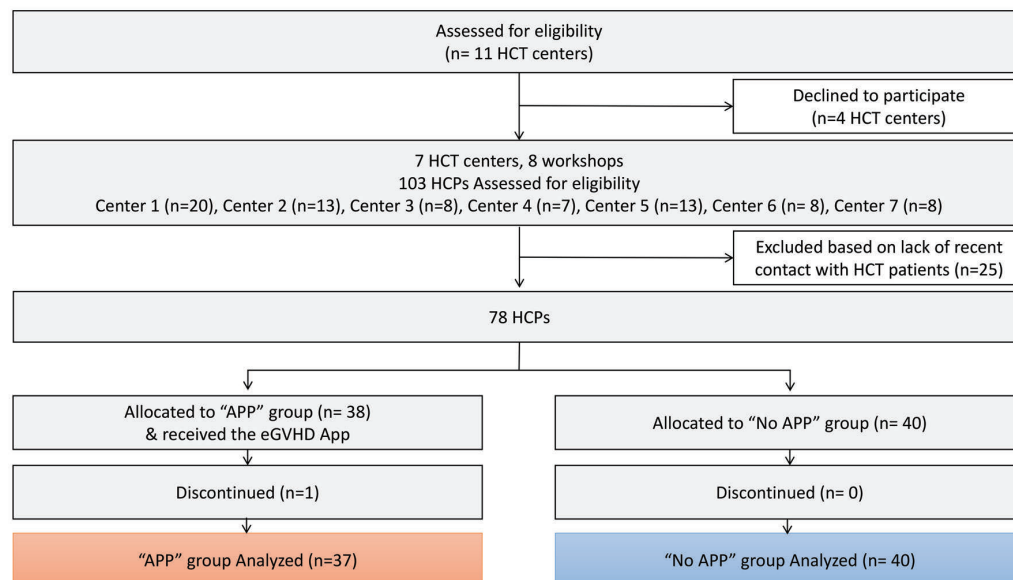 Assessed for eligibility
(n= 11 HCT centers)
Declined to participate
(n=4 HCT centers)
7 HCT centers, 8 workshops
103 HCPs Assessed for eligibility
Center 1 (n=20), Center 2 (n=13), Center 3 (n=8), Center 4 (n=7), Center 5 (n=13), Center 6 (n= 8), Center 7 (n=8)
Excluded based on lack of recent
contact with HCT patients (n=25)
78 HCPs
Allocated to “APP” group (n= 38)
& received the eGVHD App
Allocated to “No APP” group (n= 40)
Discontinued (n=1)
Discontinued (n= 0)
“APP” group Analyzed (n=37)
“No APP” group Analyzed (n= 40)